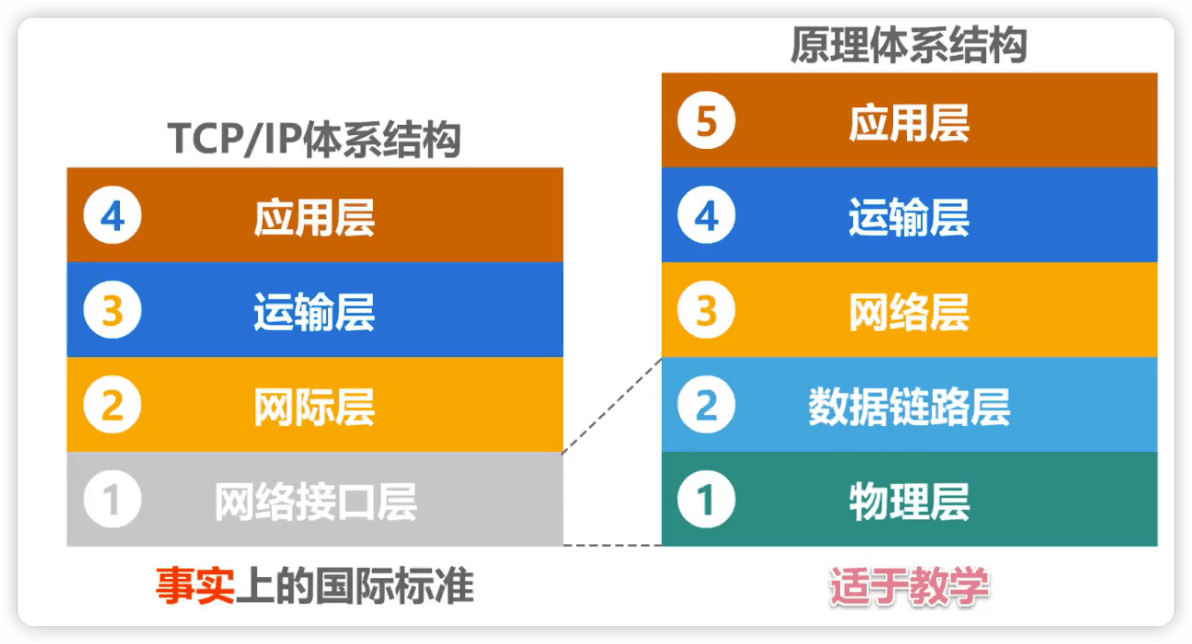 TCP/IP体系结构
4 应用层
3 运输层
2 网际层
1 网络接口层
事实上的国际标准
原理体系结构
5 应用层
4 运输层
3 网络层
2 数据链路层
1 物理层
适于教学